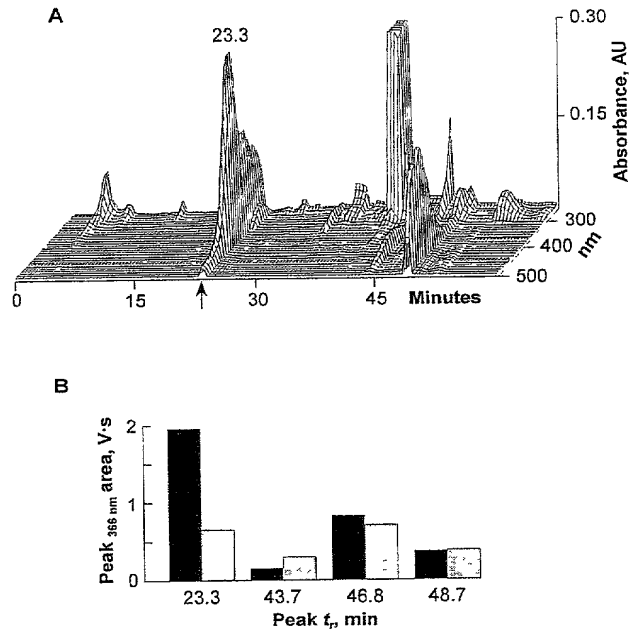 A
23.3
0.30
0.15
Absorbance, AU
300
400
500
nm
0 15 30 45 Minutes
B
2
1
0
Peak 366 nm area, V·s
23.3 43.7 46.8 48.7
Peak tr, min